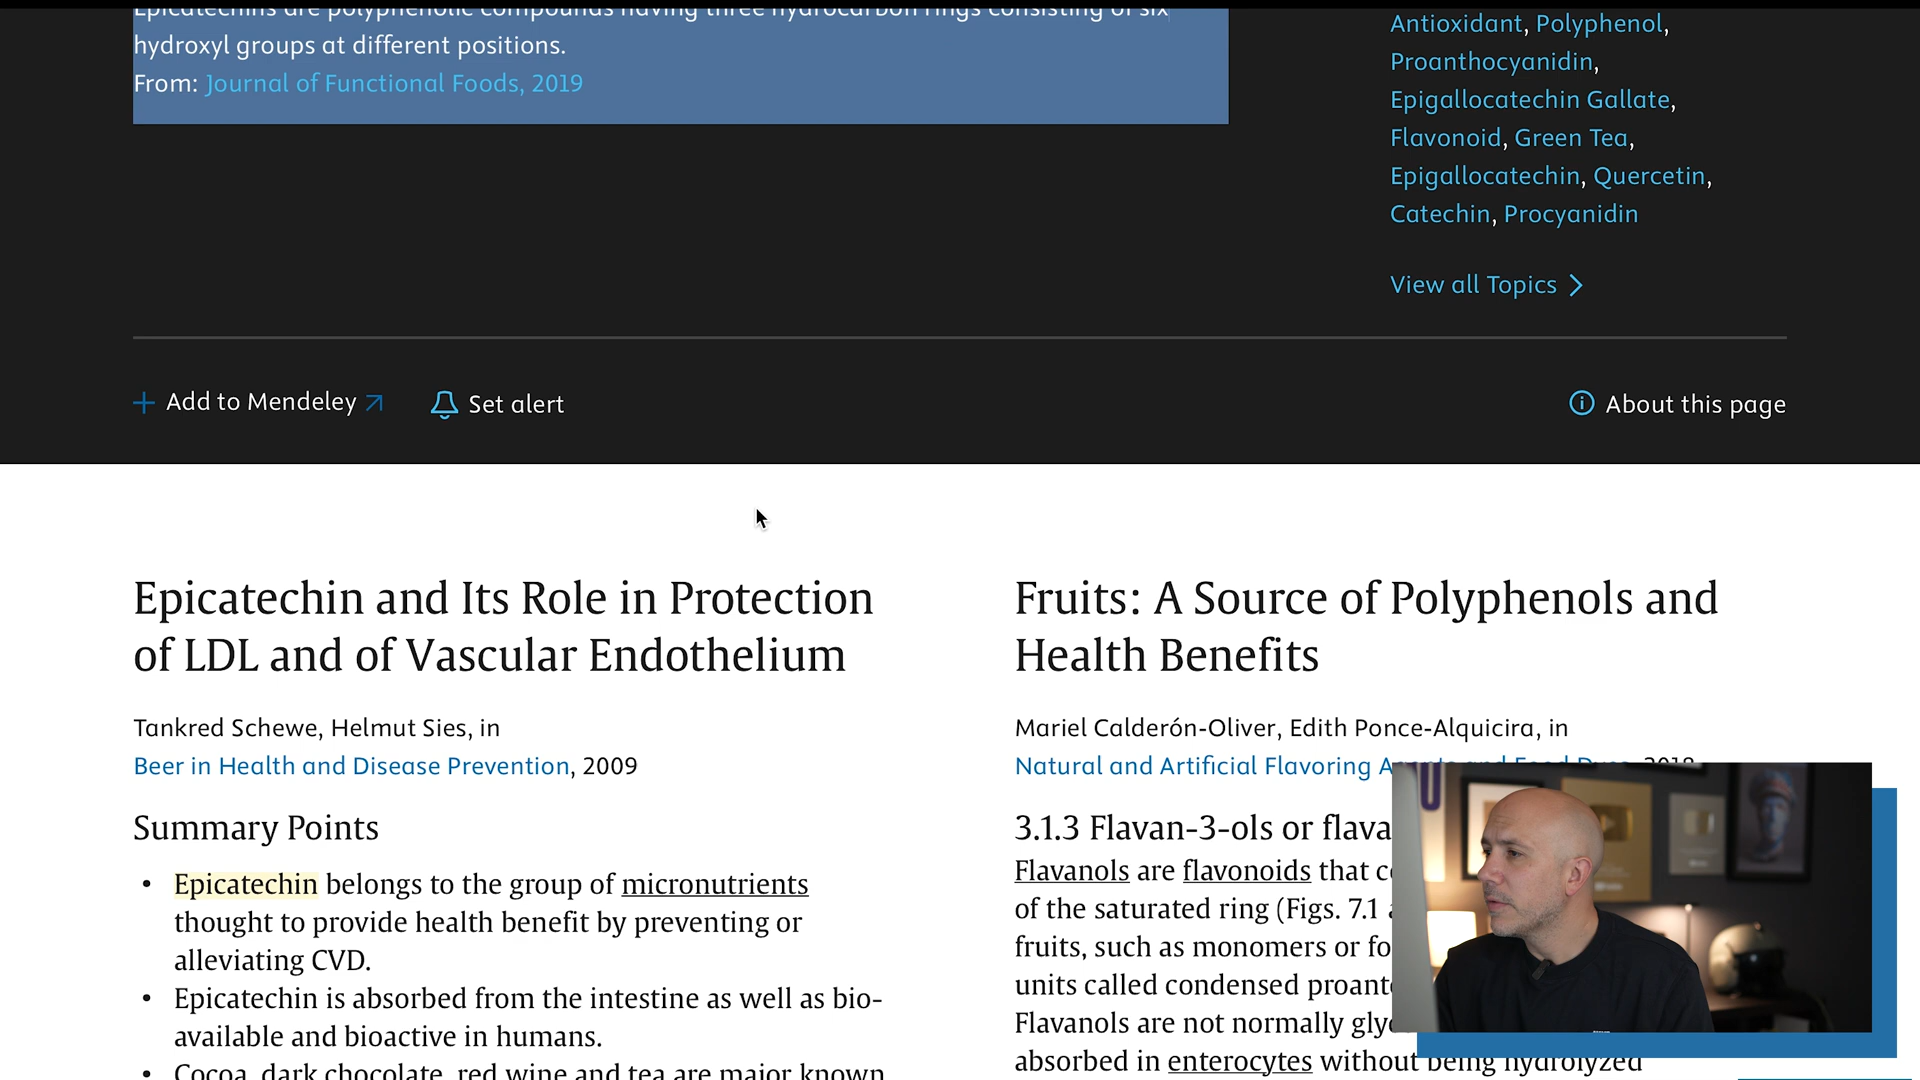 Epicatechins are polyphenolic compounds having three hydrocarbon rings consisting of six
hydroxyl groups at different positions.
From: Journal of Functional Foods, 2019
Antioxidant, Polyphenol,
Proanthocyanidin,
Epigallocatechin Gallate,
Flavonoid, Green Tea,
Epigallocatechin, Quercetin,
Catechin, Procyanidin
View all Topics
Add to Mendeley
Set alert
About this page
Epicatechin and Its Role in Protection
of LDL and of Vascular Endothelium
Tankred Schewe, Helmut Sies, in
Beer in Health and Disease Prevention, 2009
Summary Points
• Epicatechin belongs to the group of micronutrients
thought to provide health benefit by preventing or
alleviating CVD.
• Epicatechin is absorbed from the intestine as well as bio-
available and bioactive in humans.
• Cocoa, dark chocolate, red wine and tea are major known
Fruits: A Source of Polyphenols and
Health Benefits
Mariel Calderón-Oliver, Edith Ponce-Alquicira, in
Natural and Artificial Flavoring Agents and Food Dyes, 2018
3.1.3 Flavan-3-ols or flava
Flavanols are flavonoids that
of the saturated ring (Figs. 7.1
fruits, such as monomers or fo
units called condensed proant
Flavanols are not normally gly
absorbed in enterocytes without being hydrolyzed